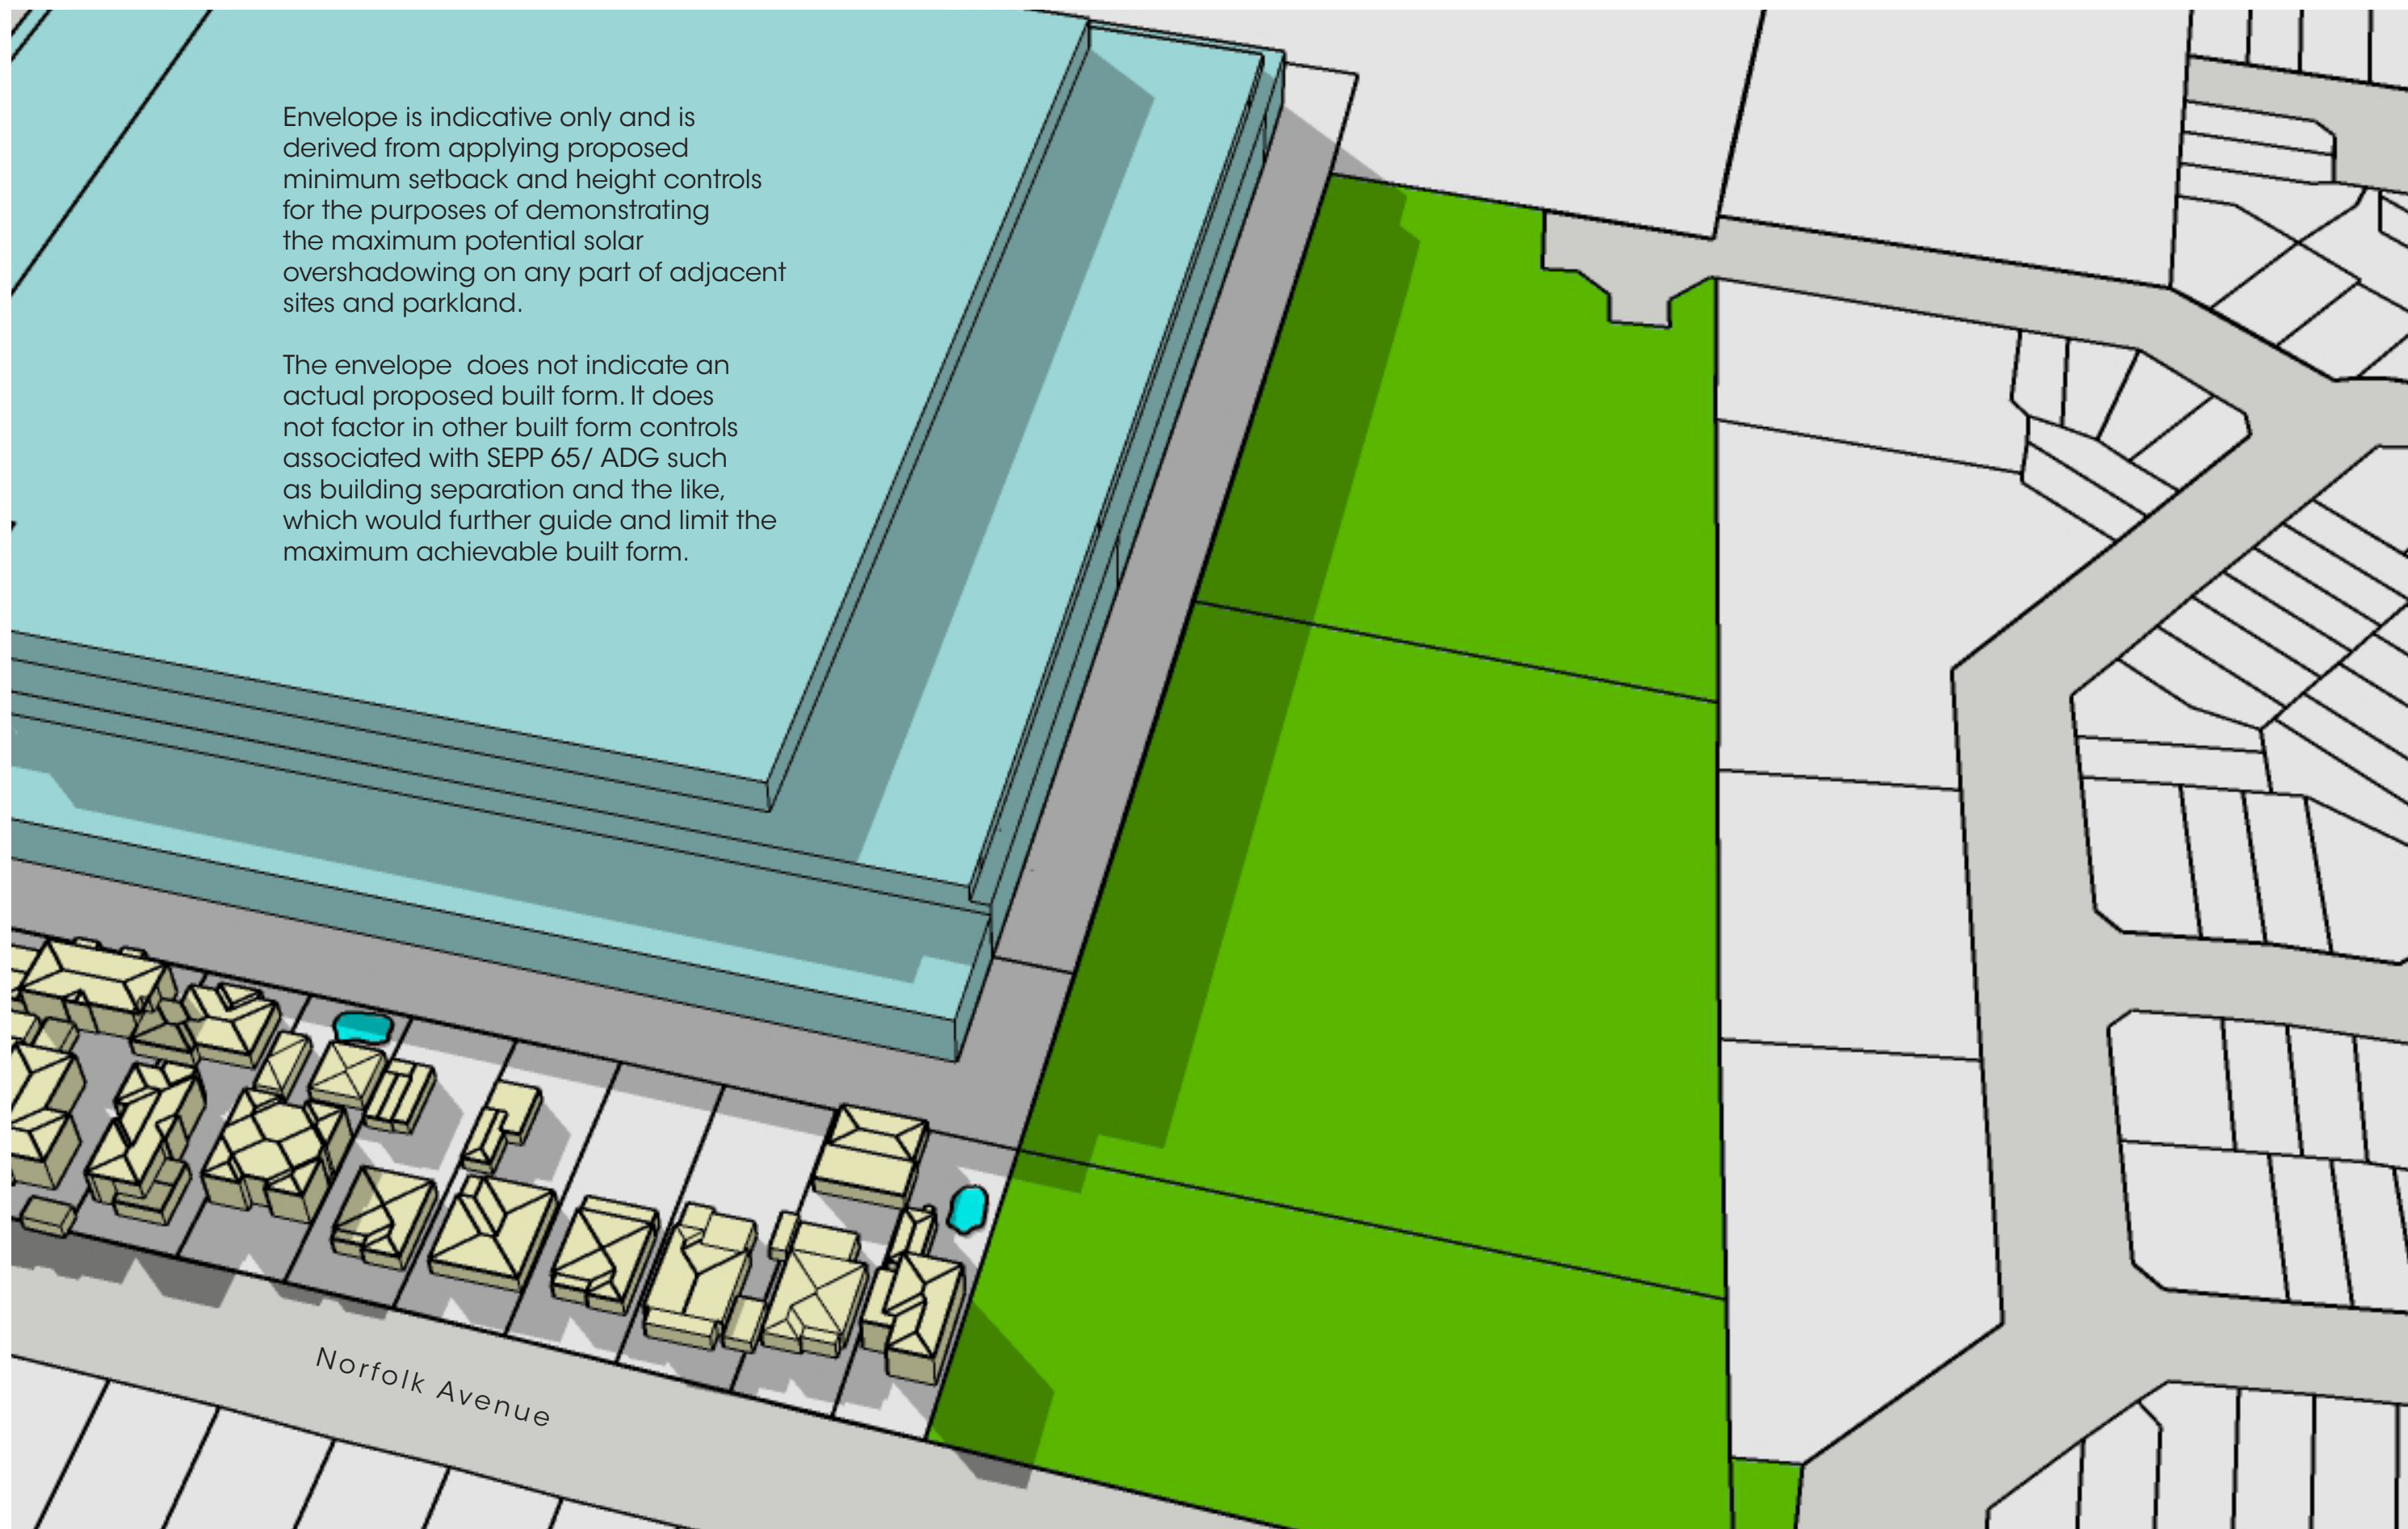 Envelope is indicative only and is
derived from applying proposed
minimum setback and height controls
for the purposes of demonstrating
the maximum potential solar
overshadowing on any part of adjacent
sites and parkland.
The envelope  does not indicate an
actual proposed built form. It does
not factor in other built form controls
associated with SEPP 65/ ADG such
as building separation and the like,
which would further guide and limit the
maximum achievable built form.
Norfolk Avenue